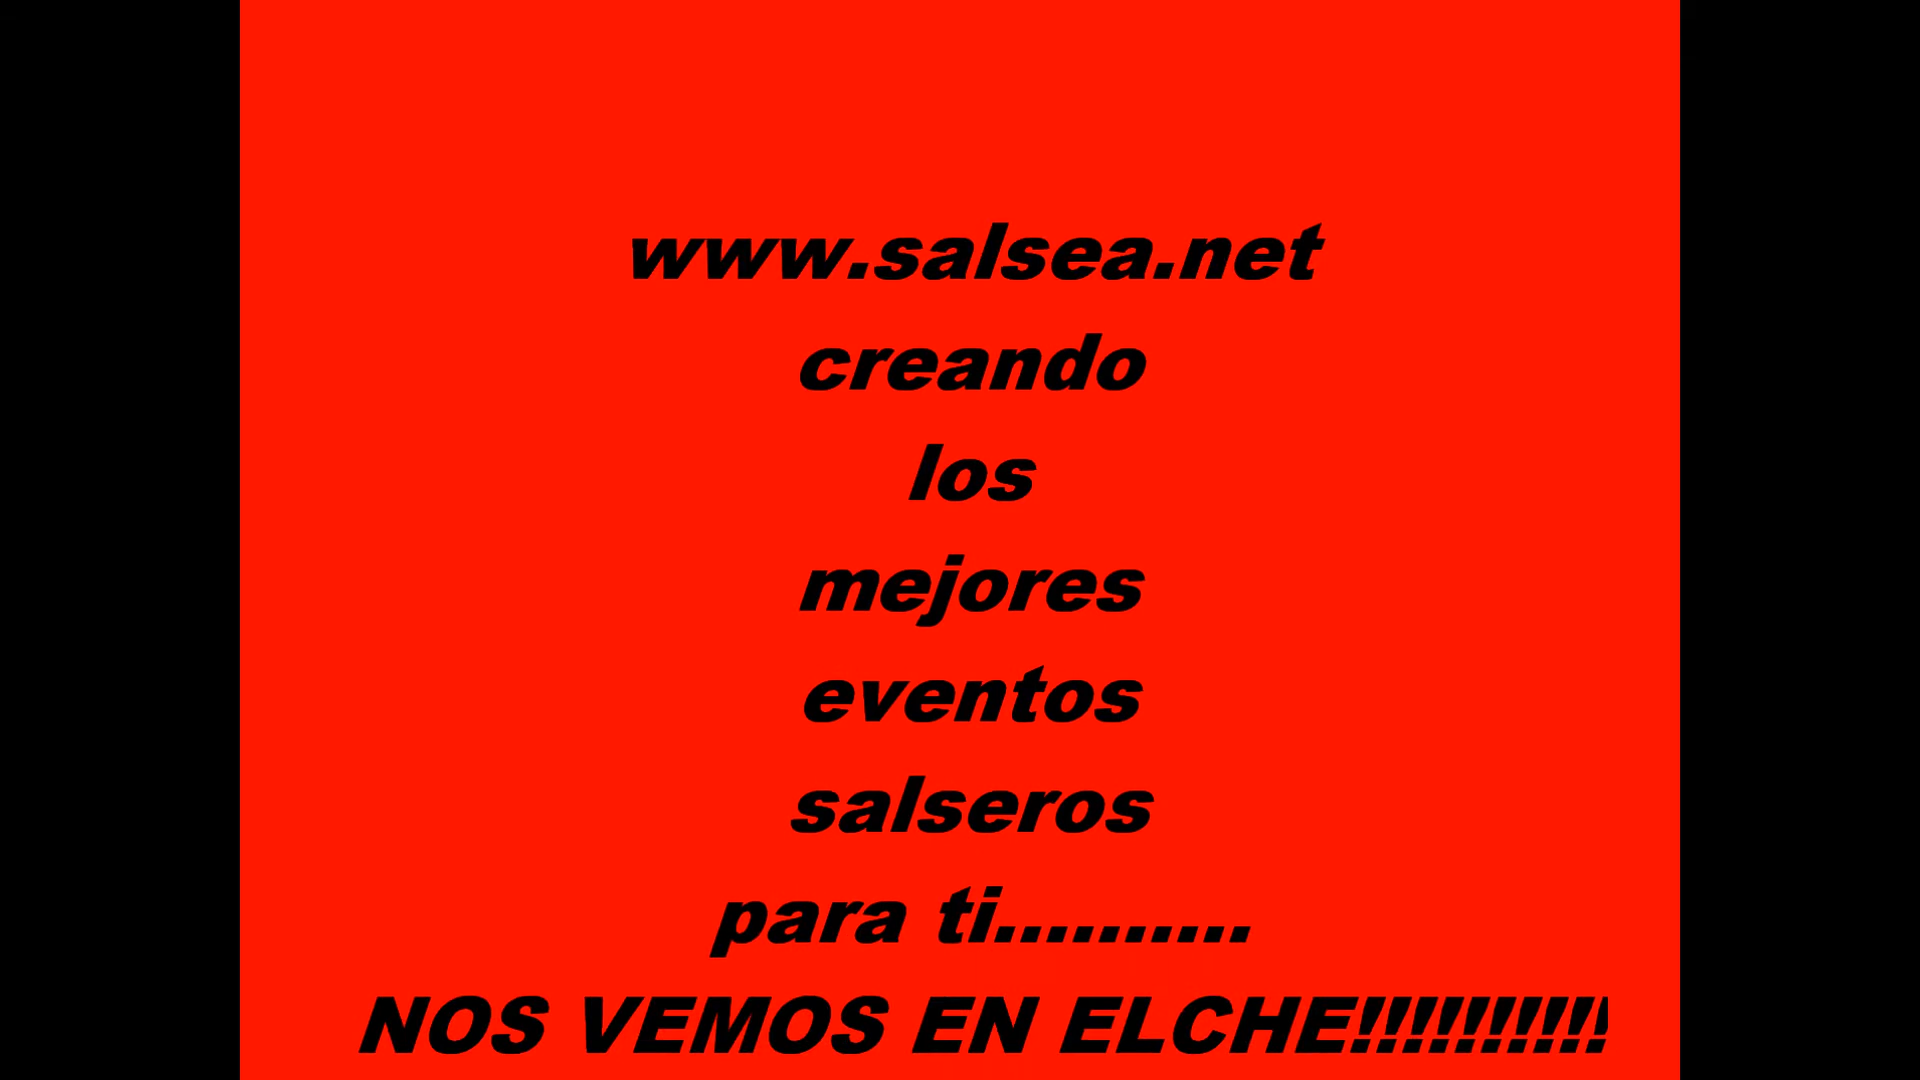 www.salsea.net
creando
los
mejores
eventos
salseros
para ti..........
NOS VEMOS EN ELCHE!!!!!!!!!!